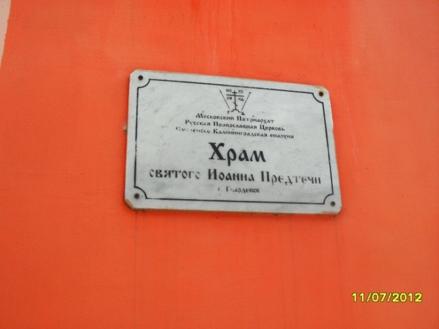 Московский Патриархат
Русская Православная Церковь
Смоленско Калининградская епархия
Храм
святого Иоанна Предтечи
г. Гвардейск
11/07/2012